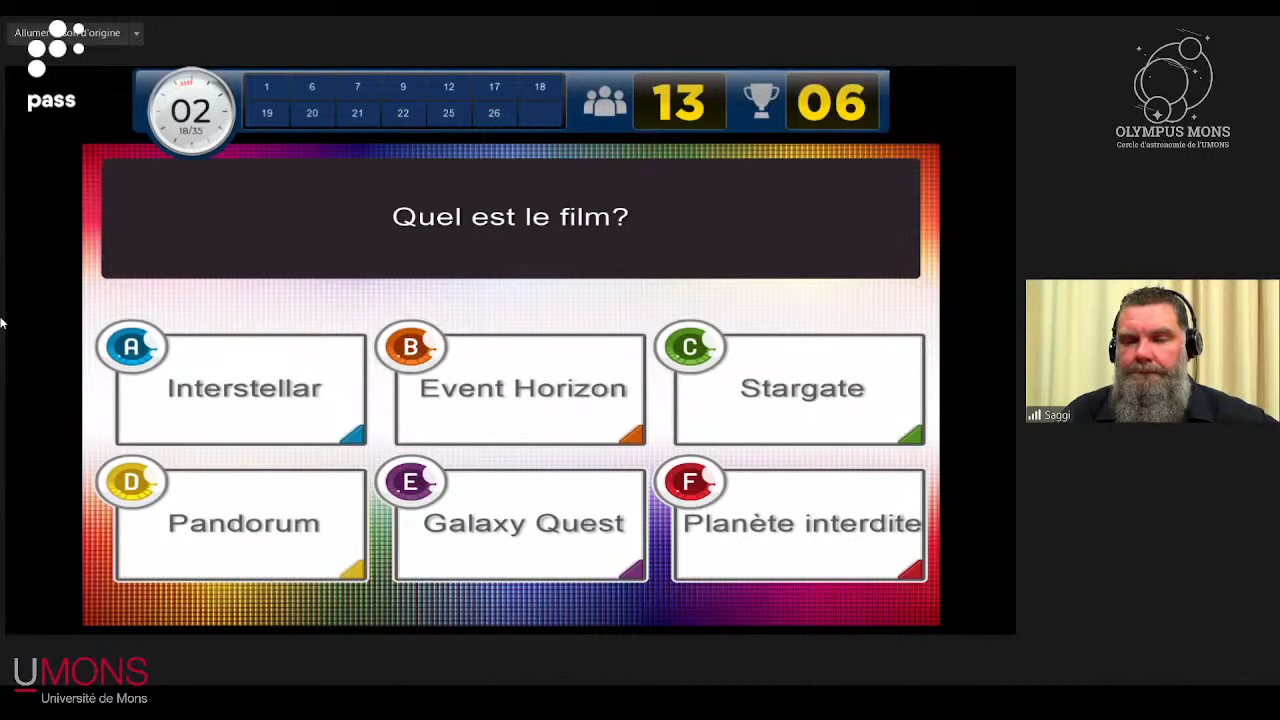 Allumer
son d'origine
pass
02
18/35
1 6 7 9 12 17 18
19 20 21 22 25 26
13
06
OLYMPUS MONS
Cercle d'astronomie de l'UMONS
Quel est le film?
A
Interstellar
B
Event Horizon
C
Stargate
D
Pandorum
E
Galaxy Quest
F
Planète interdite
Saggi
UMONS
Université de Mons